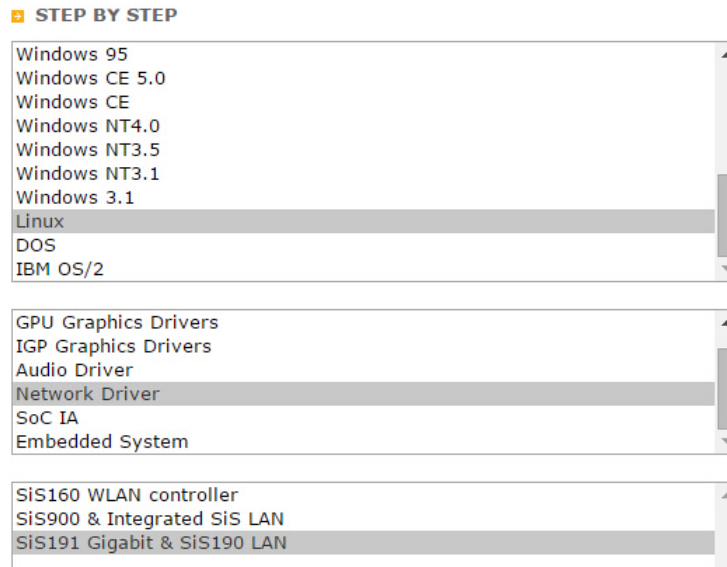 STEP BY STEP
Windows 95
Windows CE 5.0
Windows CE
Windows NT4.0
Windows NT3.5
Windows NT3.1
Windows 3.1
Linux
DOS
IBM OS/2
GPU Graphics Drivers
IGP Graphics Drivers
Audio Driver
Network Driver
SoC IA
Embedded System
SiS160 WLAN controller
SiS900 & Integrated SiS LAN
SiS191 Gigabit & SiS190 LAN